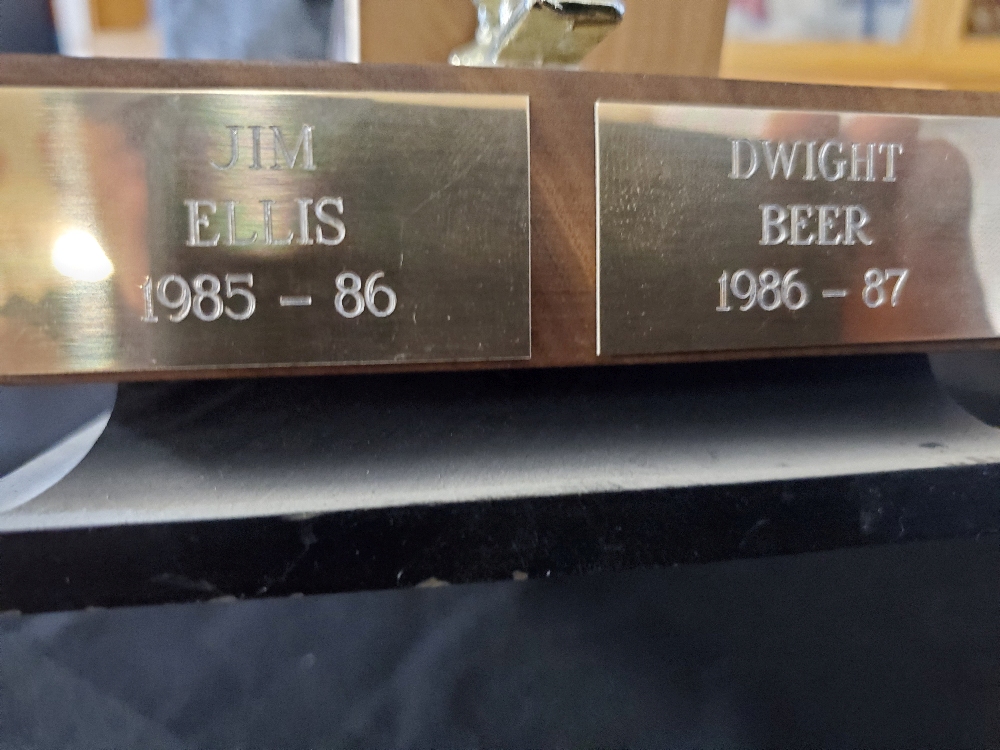 JIM
ELLIS
1985 – 86
DWIGHT
BEER
1986 – 87